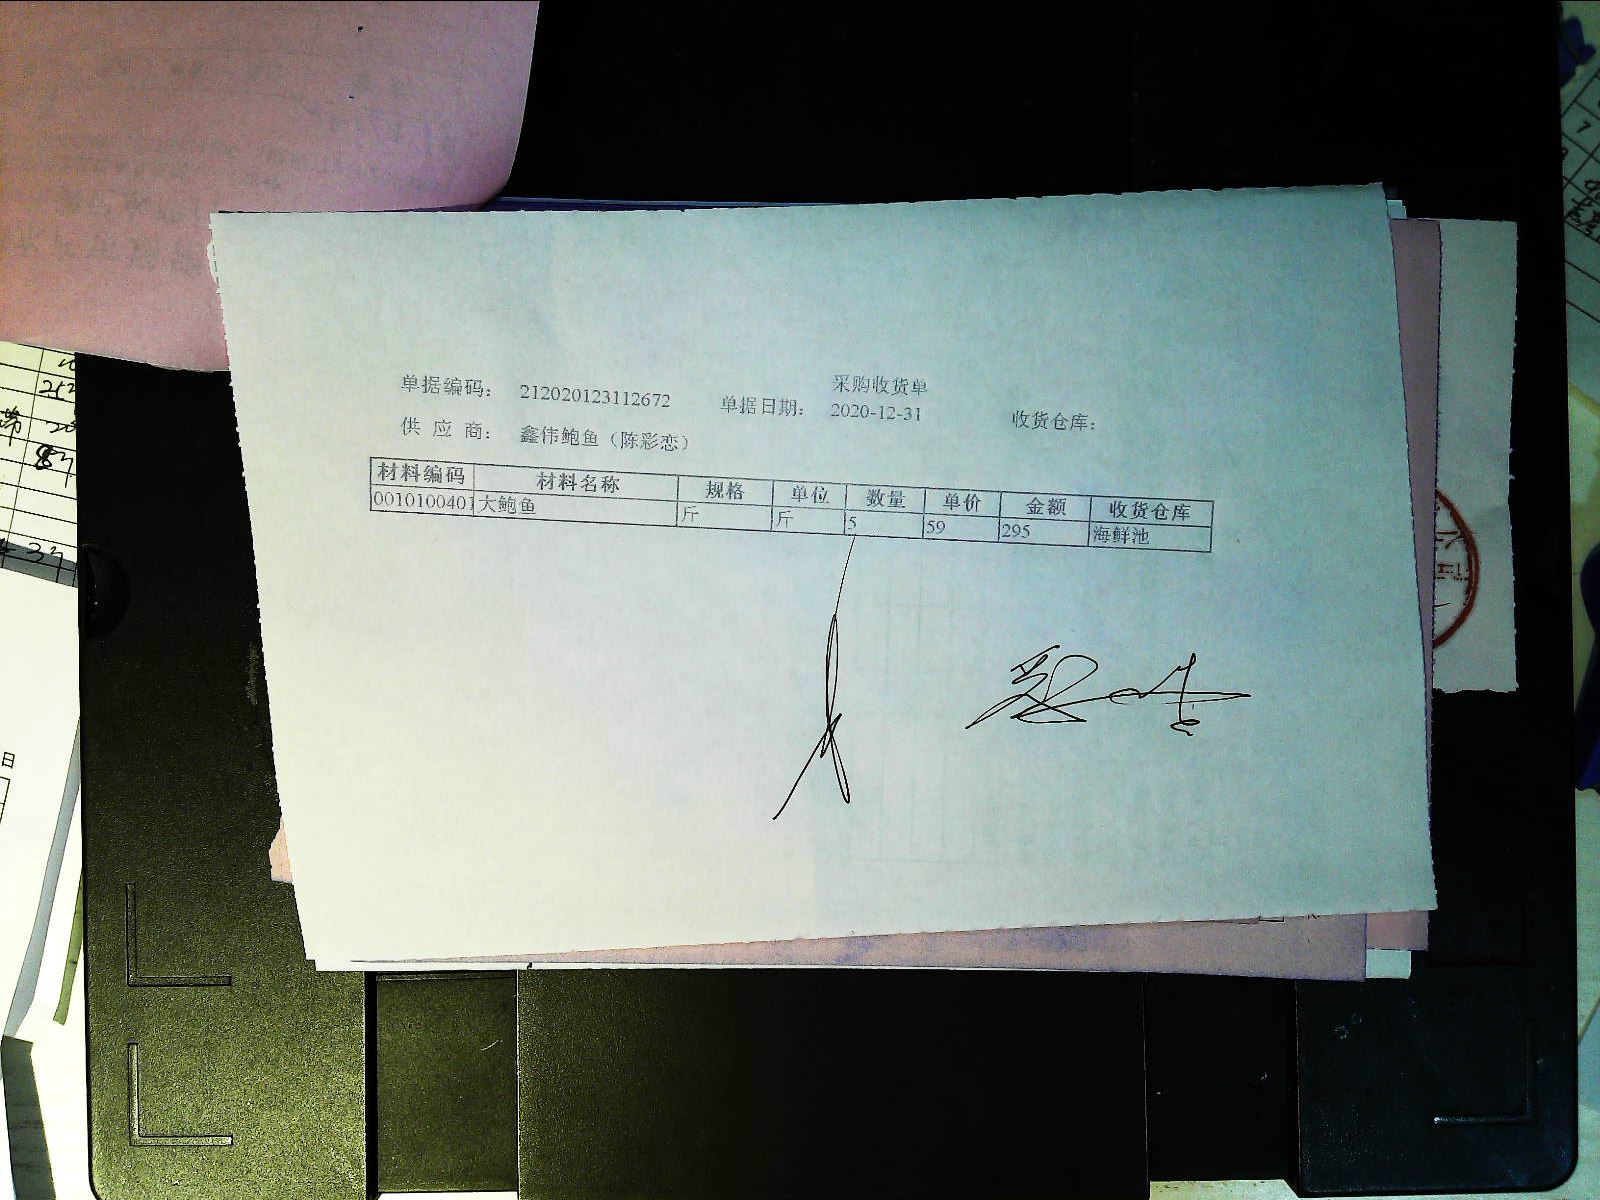 采购收货单
单据编码： 212020123112672 单据日期： 2020-12-31 收货仓库：
供 应 商： 鑫伟鲍鱼（陈彩恋）
材料编码 材料名称 规格 单位 数量 单价 金额 收货仓库
0010100401 大鲍鱼 斤 斤 5 59 295 海鲜池